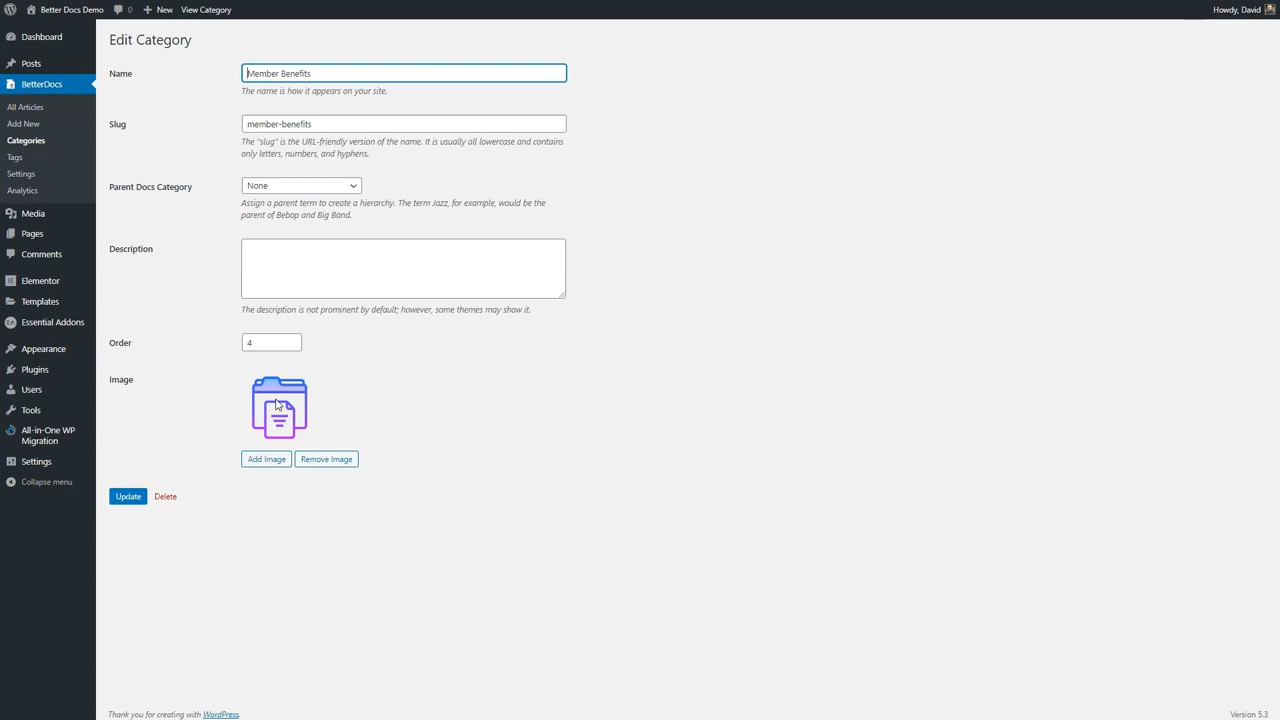 Better Docs Demo 0 New View Category Howdy, David
Dashboard
Posts
BetterDocs
All Articles
Add New
Categories
Tags
Settings
Analytics
Media
Pages
Comments
Elementor
Templates
Essential Addons
Appearance
Plugins
Users
Tools
All-in-One WP
Migration
Settings
Collapse menu
Edit Category
Name
Member Benefits
The name is how it appears on your site.
Slug
member-benefits
The "slug" is the URL-friendly version of the name. It is usually all lowercase and contains
only letters, numbers, and hyphens.
Parent Docs Category
None
Assign a parent term to create a hierarchy. The term Jazz, for example, would be the
parent of Bebop and Big Band.
Description
The description is not prominent by default; however, some themes may show it.
Order
4
Image
Add Image Remove Image
Update Delete
Thank you for creating with WordPress. Version 5.3